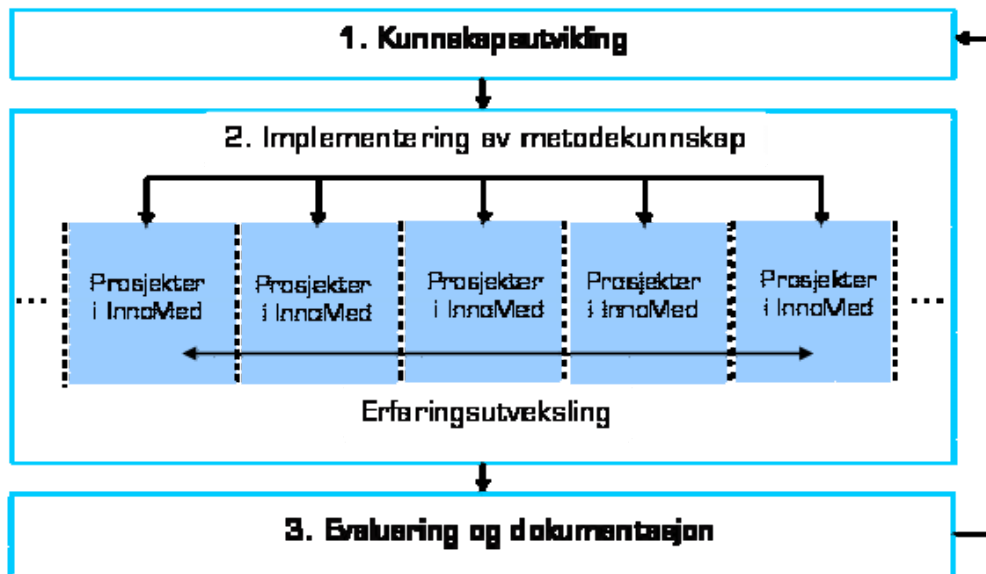 1. Kunnskapsutvikling
2. Implementering av metodekunnskap
Prosjekter
i InnoMed
Prosjekter
i InnoMed
Prosjekter
i InnoMed
Prosjekter
i InnoMed
Prosjekter
i InnoMed
...
...
Erfaringsutveksling
3. Evaluering og dokumentasjon